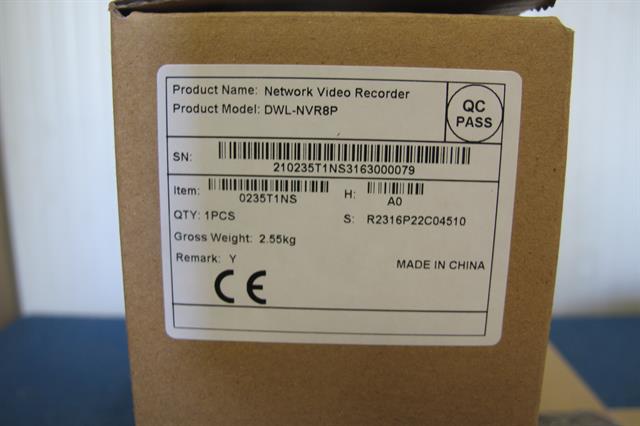 Product Name: Network Video Recorder
Product Model: DWL-NVR8P
QC
PASS
SN:
210235T1NS3163000079
Item:
0235T1NS
H:
A0
QTY: 1PCS
S: R2316P22C04510
Gross Weight: 2.55kg
Remark: Y
MADE IN CHINA
CE